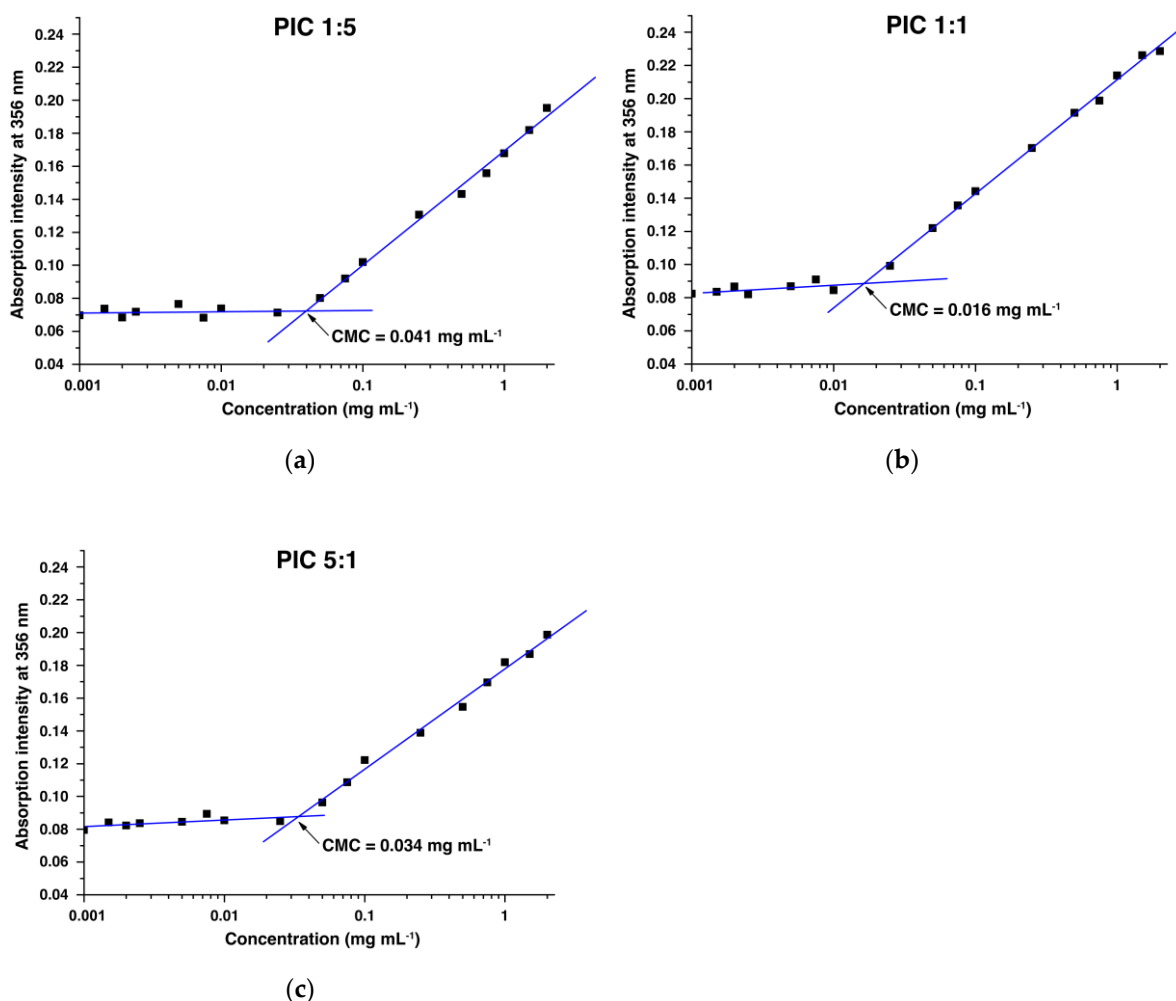 PIC 1:5
0.24
0.22
0.20
0.18
0.16
0.14
0.12
0.10
0.08
0.06
0.04
Absorption intensity at 356 nm
CMC = 0.041 mg mL⁻¹
0.001 0.01 0.1 1
Concentration (mg mL⁻¹)
(a)
PIC 1:1
0.24
0.22
0.20
0.18
0.16
0.14
0.12
0.10
0.08
0.06
0.04
Absorption intensity at 356 nm
CMC = 0.016 mg mL⁻¹
0.001 0.01 0.1 1
Concentration (mg mL⁻¹)
(b)
PIC 5:1
0.24
0.22
0.20
0.18
0.16
0.14
0.12
0.10
0.08
0.06
0.04
Absorption intensity at 356 nm
CMC = 0.034 mg mL⁻¹
0.001 0.01 0.1 1
Concentration (mg mL⁻¹)
(c)